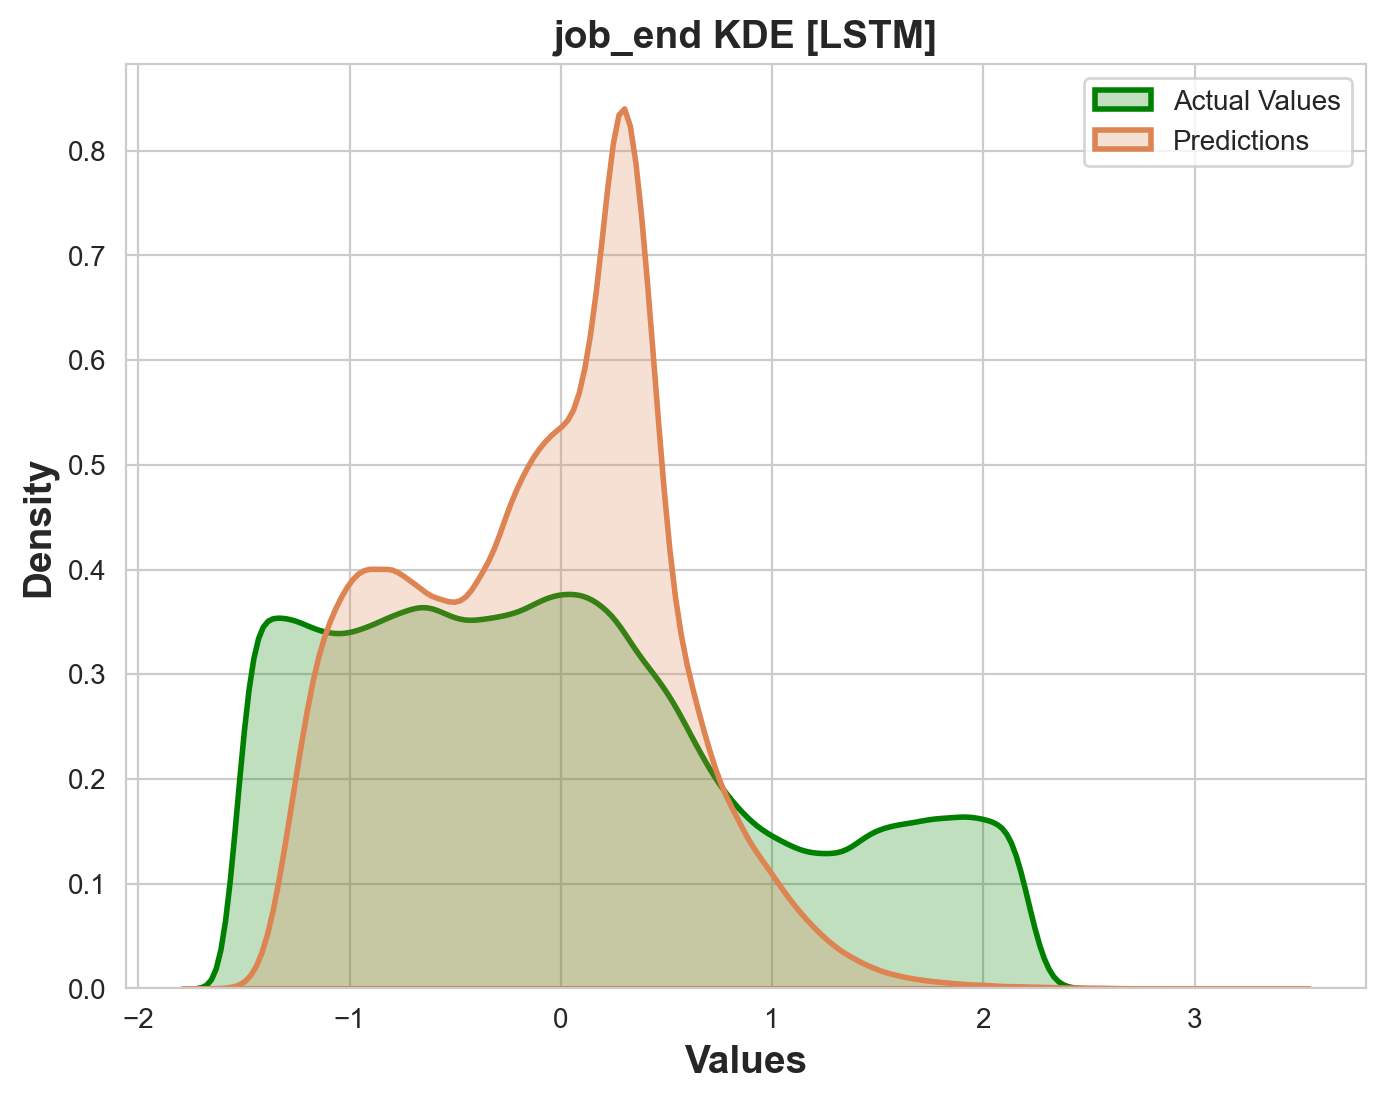 job_end KDE [LSTM]
Actual Values
Predictions
Density
0.8
0.7
0.6
0.5
0.4
0.3
0.2
0.1
0.0
−2 −1 0 1 2 3
Values